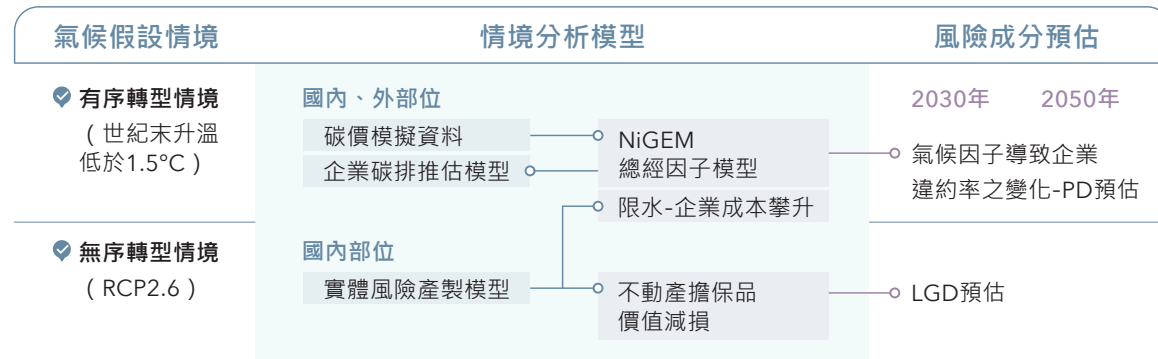 氣候假設情境
情境分析模型
風險成分預估
有序轉型情境
（世紀末升溫
低於1.5°C）
無序轉型情境
（RCP2.6）
國內、外部位
碳價模擬資料
企業碳排推估模型
NiGEM
總經因子模型
限水-企業成本攀升
國內部位
實體風險產製模型
不動產擔保品
價值減損
2030年
2050年
氣候因子導致企業
違約率之變化-PD預估
LGD預估